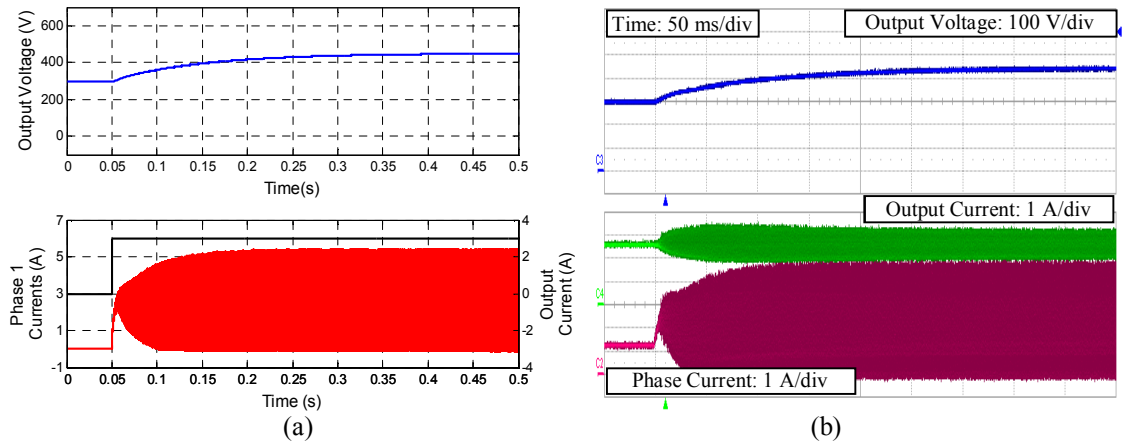 Output Voltage (V)
600
400
200
0
0 0.05 0.1 0.15 0.2 0.25 0.3 0.35 0.4 0.45 0.5
Time(s)
Phase 1
Currents (A)
7
5
3
1
-1
4
2
0
-2
-4
Output
Current (A)
0 0.05 0.1 0.15 0.2 0.25 0.3 0.35 0.4 0.45 0.5
Time (s)
(a)
Time: 50 ms/div
Output Voltage: 100 V/div
C3
Output Current: 1 A/div
C4
C2
Phase Current: 1 A/div
(b)